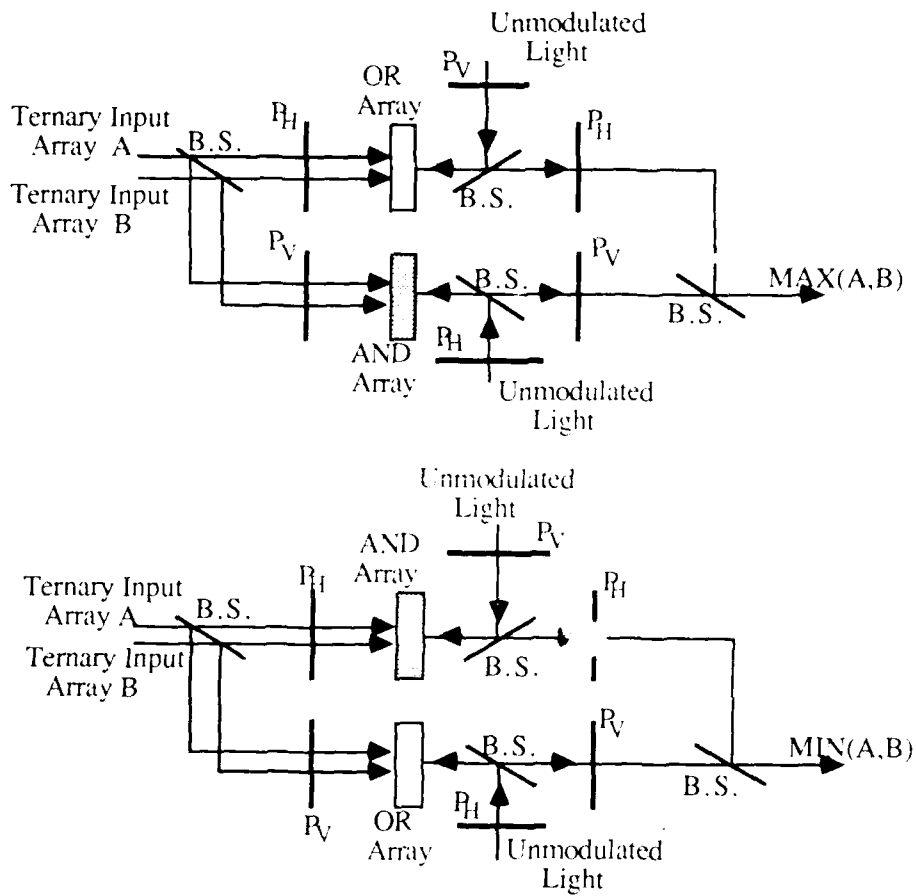 Unmodulated
Light
P_V
OR
Array
P_H
P_H
Ternary Input
Array A
B.S.
Ternary Input
Array B
B.S.
P_V
P_V
B.S.
MAX(A,B)
B.S.
P_H
AND
Array
Unmodulated
Light
Unmodulated
Light
P_V
AND
Array
P_H
P_H
Ternary Input
Array A
B.S.
Ternary Input
Array B
B.S.
P_V
B.S.
MIN(A,B)
B.S.
P_H
P_V
OR
Array
Unmodulated
Light